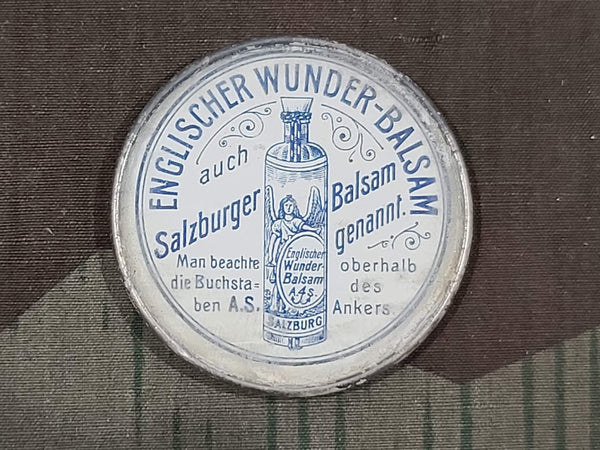 ENGLISCHER WUNDER-BALSAM
auch
Salzburger Balsam
genannt.
Man beachte oberhalb
die Buchsta= des
ben A.S. Ankers
Englischer
Wunder-
Balsam
A⚓S.
SALZBURG